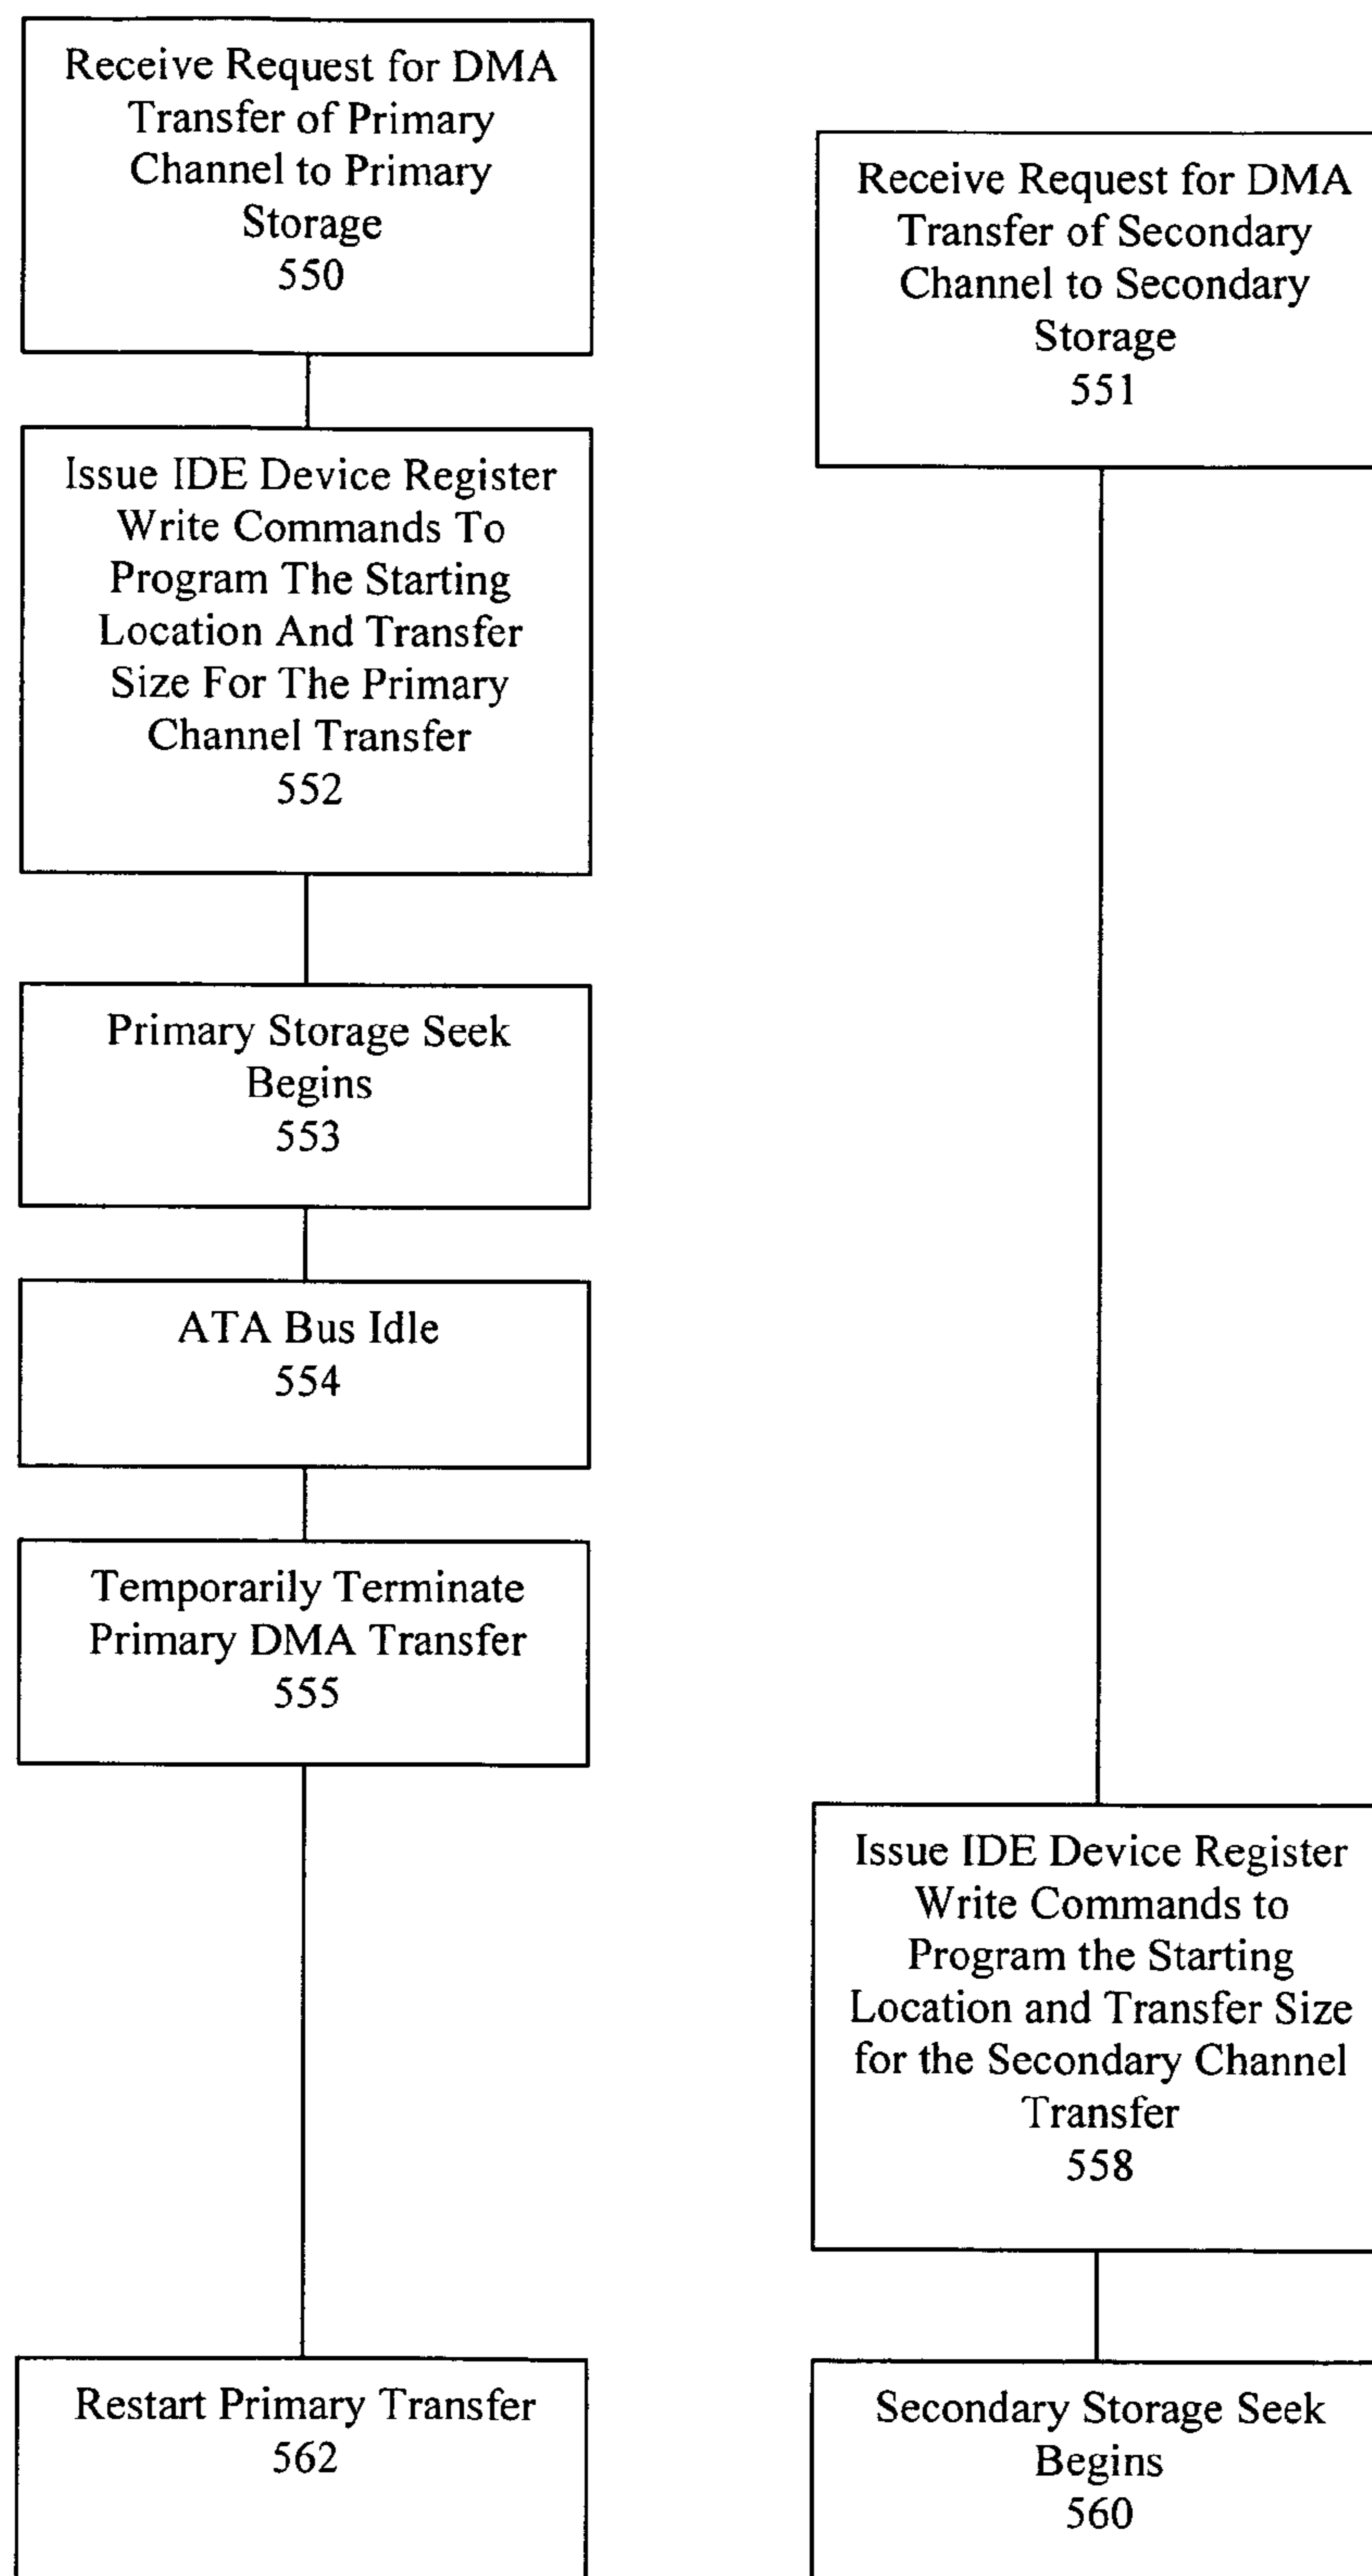 Receive Request for DMA
Transfer of Primary
Channel to Primary
Storage
550
Issue IDE Device Register
Write Commands To
Program The Starting
Location And Transfer
Size For The Primary
Channel Transfer
552
Primary Storage Seek
Begins
553
ATA Bus Idle
554
Temporarily Terminate
Primary DMA Transfer
555
Restart Primary Transfer
562
Receive Request for DMA
Transfer of Secondary
Channel to Secondary
Storage
551
Issue IDE Device Register
Write Commands to
Program the Starting
Location and Transfer Size
for the Secondary Channel
Transfer
558
Secondary Storage Seek
Begins
560